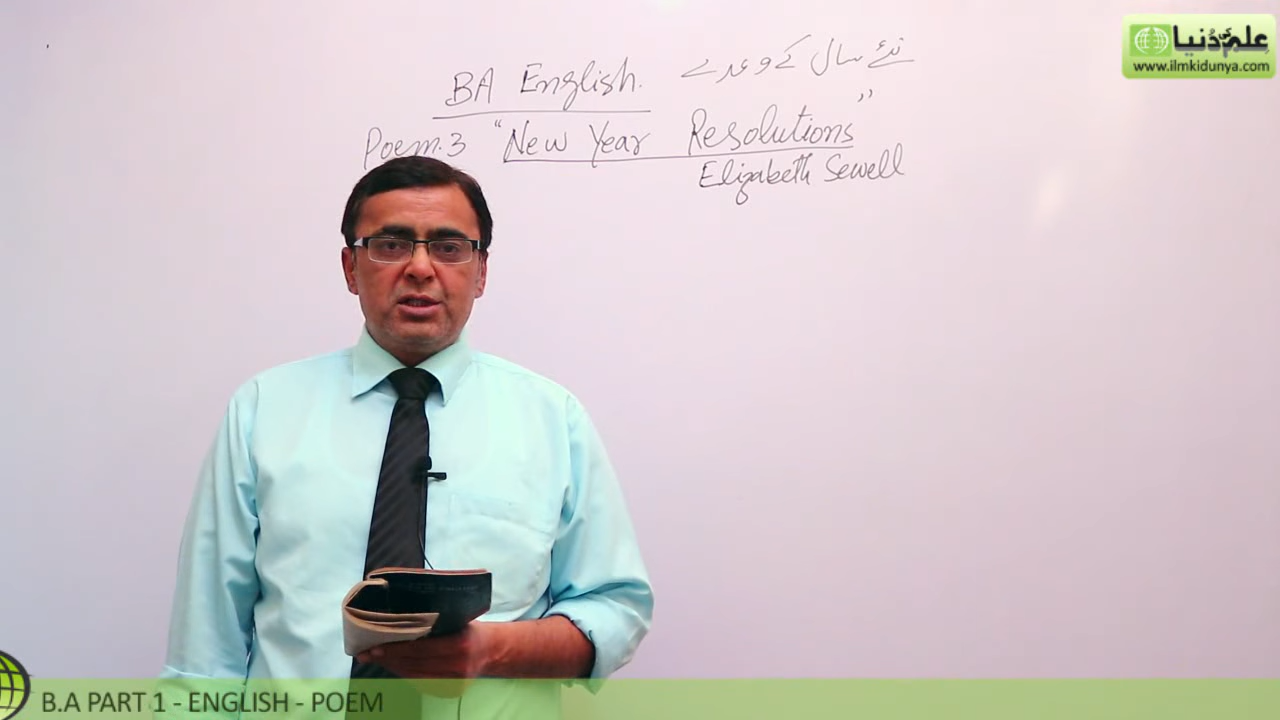 علم کی دُنیا
www.ilmkidunya.com
BA English. نئے سال کے وعدے
Poem.3 "New Year Resolutions"
Elizabeth Sewell
B.A PART 1 - ENGLISH - POEM